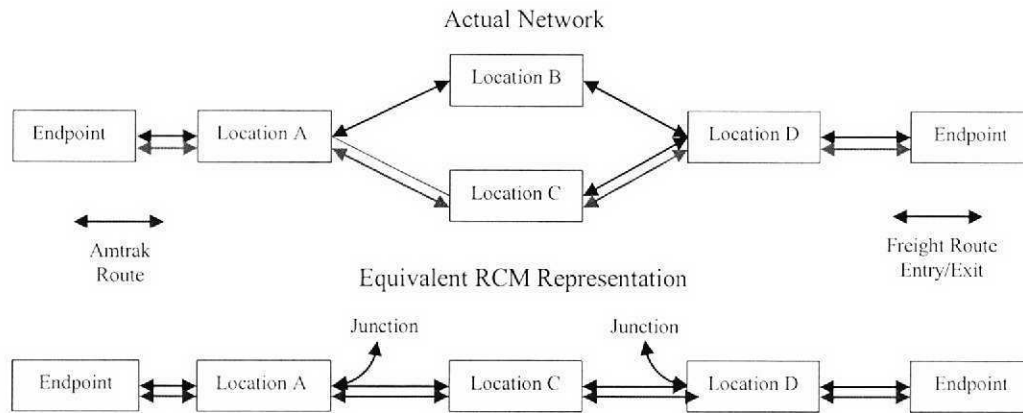 Actual Network
Location B
Endpoint
Location A
Location D
Endpoint
Location C
Amtrak
Route
Freight Route
Entry/Exit
Equivalent RCM Representation
Junction
Junction
Endpoint
Location A
Location C
Location D
Endpoint